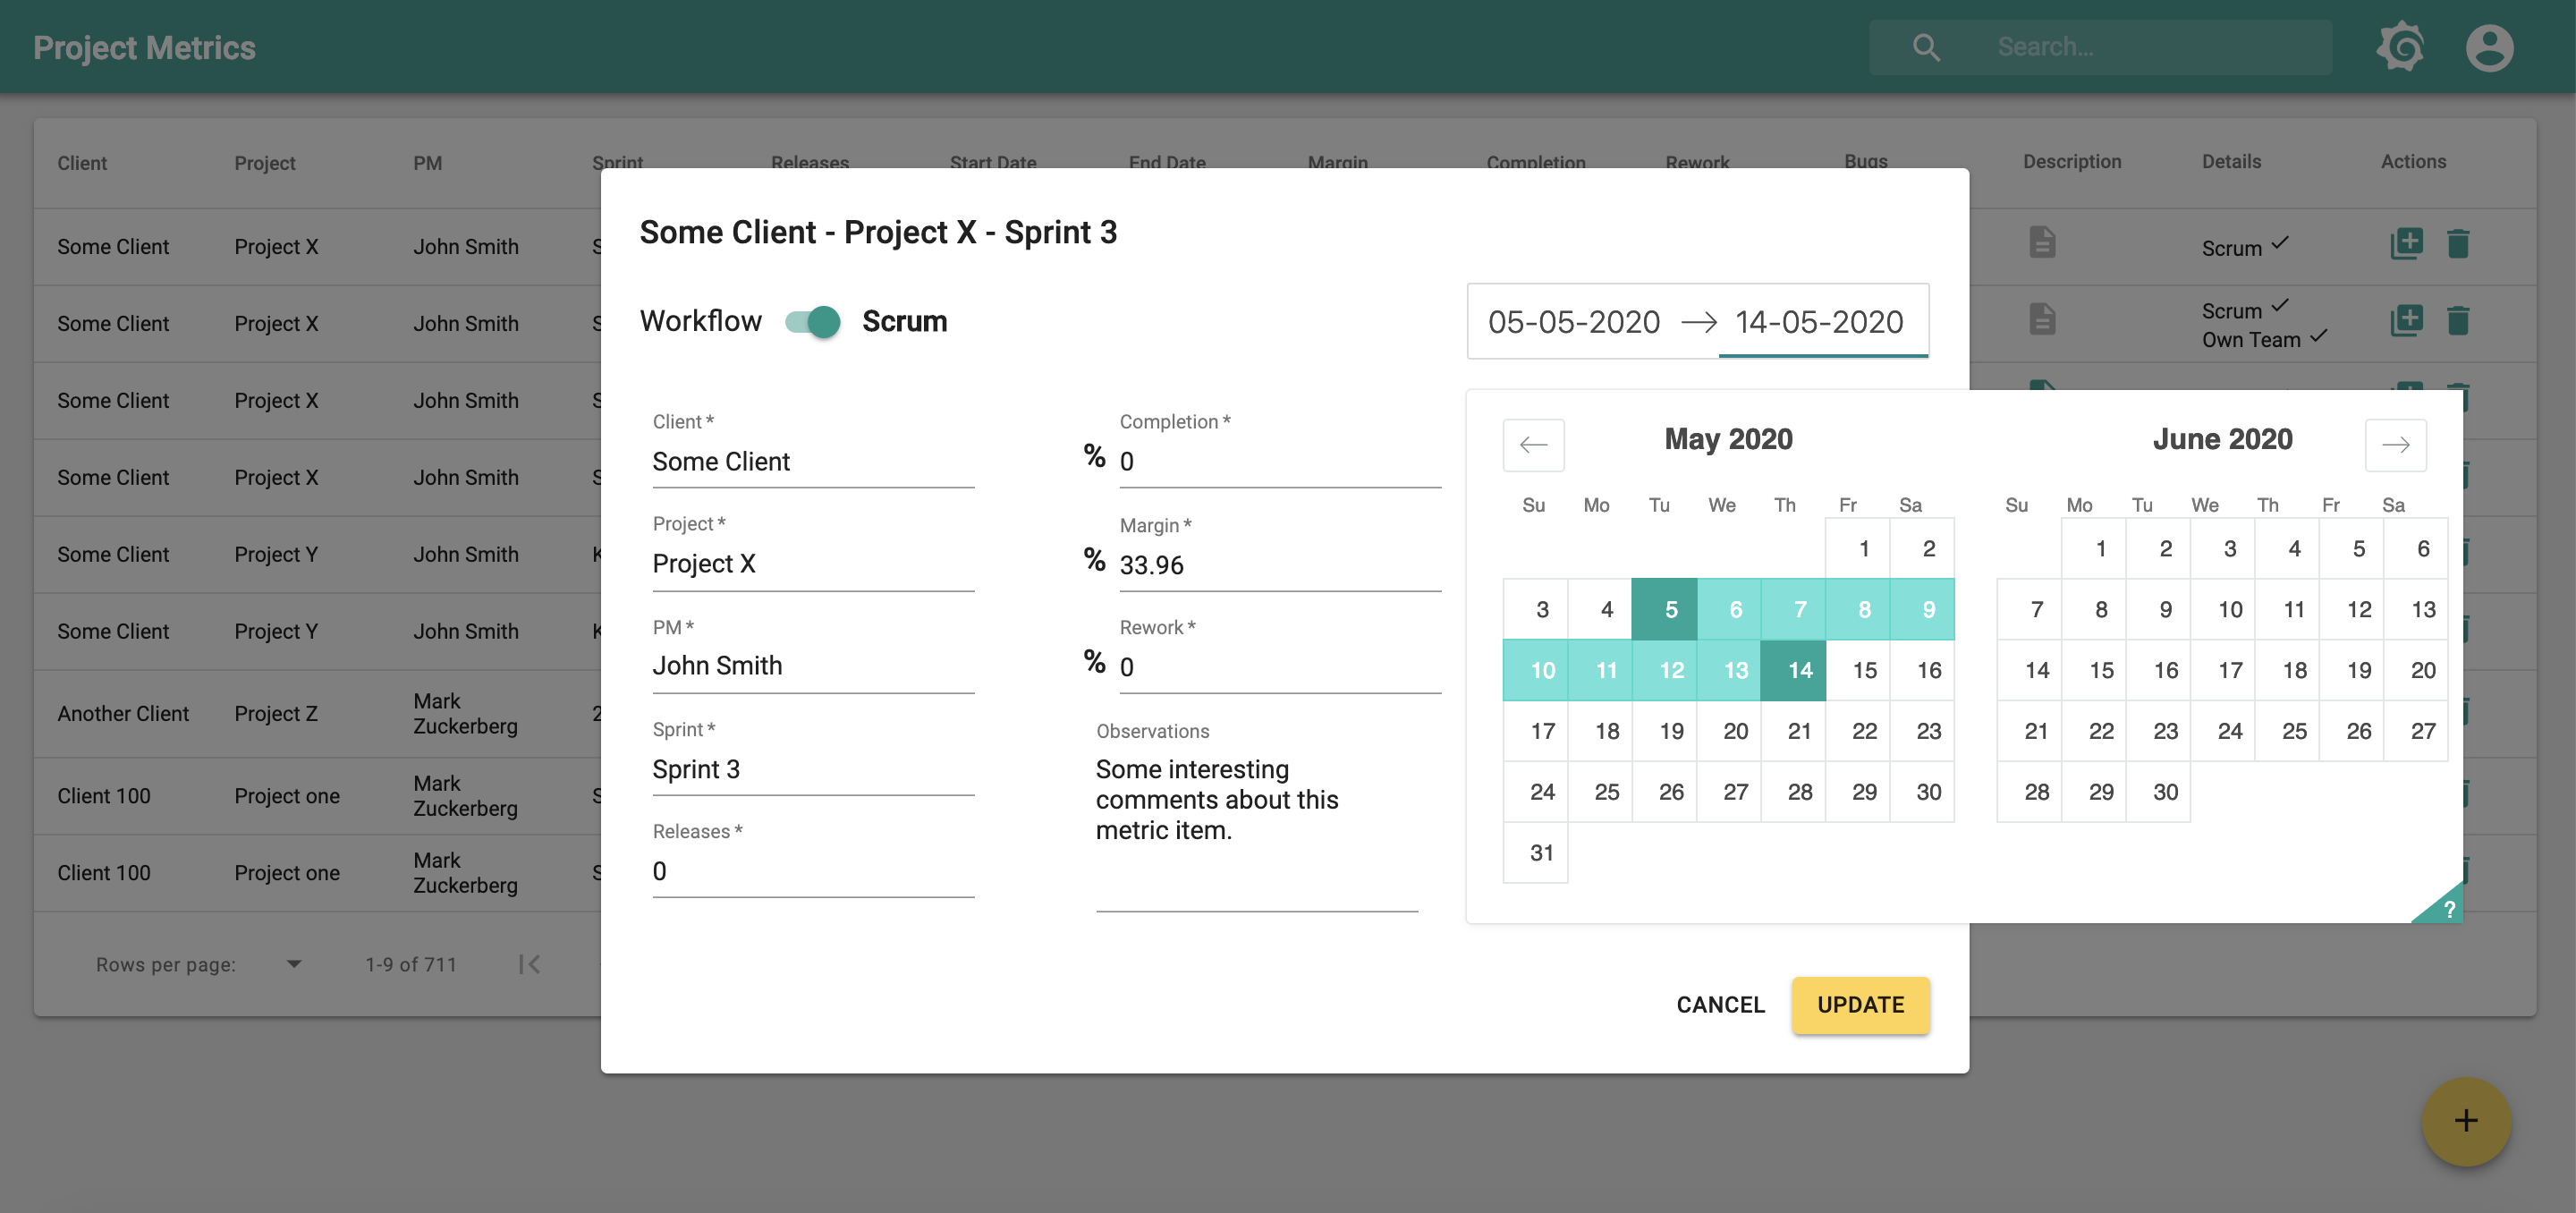 Project Metrics
Search...
Client Project PM Sprint Releases Start Date End Date Margin Completion Rework Bugs Description Details Actions
Some Client Project X John Smith S Scrum
Some Client Project X John Smith S Scrum
Own Team
Some Client Project X John Smith S
Some Client Project X John Smith S
Some Client Project Y John Smith K
Some Client Project Y John Smith K
Another Client Project Z Mark
Zuckerberg 2
Client 100 Project one Mark
Zuckerberg S
Client 100 Project one Mark
Zuckerberg S
Rows per page: 1-9 of 711
Some Client - Project X - Sprint 3
Workflow Scrum
05-05-2020 → 14-05-2020
Client *
Some Client
Project *
Project X
PM *
John Smith
Sprint *
Sprint 3
Releases *
0
Completion *
% 0
Margin *
% 33.96
Rework *
% 0
Observations
Some interesting
comments about this
metric item.
May 2020
Su Mo Tu We Th Fr Sa
1 2
3 4 5 6 7 8 9
10 11 12 13 14 15 16
17 18 19 20 21 22 23
24 25 26 27 28 29 30
31
June 2020
Su Mo Tu We Th Fr Sa
1 2 3 4 5 6
7 8 9 10 11 12 13
14 15 16 17 18 19 20
21 22 23 24 25 26 27
28 29 30
?
CANCEL UPDATE
+